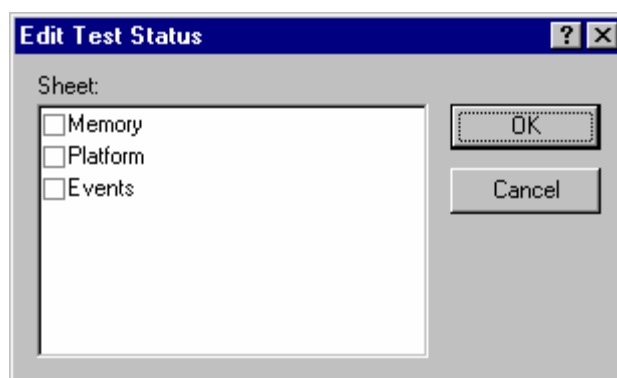 Edit Test Status
Sheet:
Memory
Platform
Events
OK
Cancel